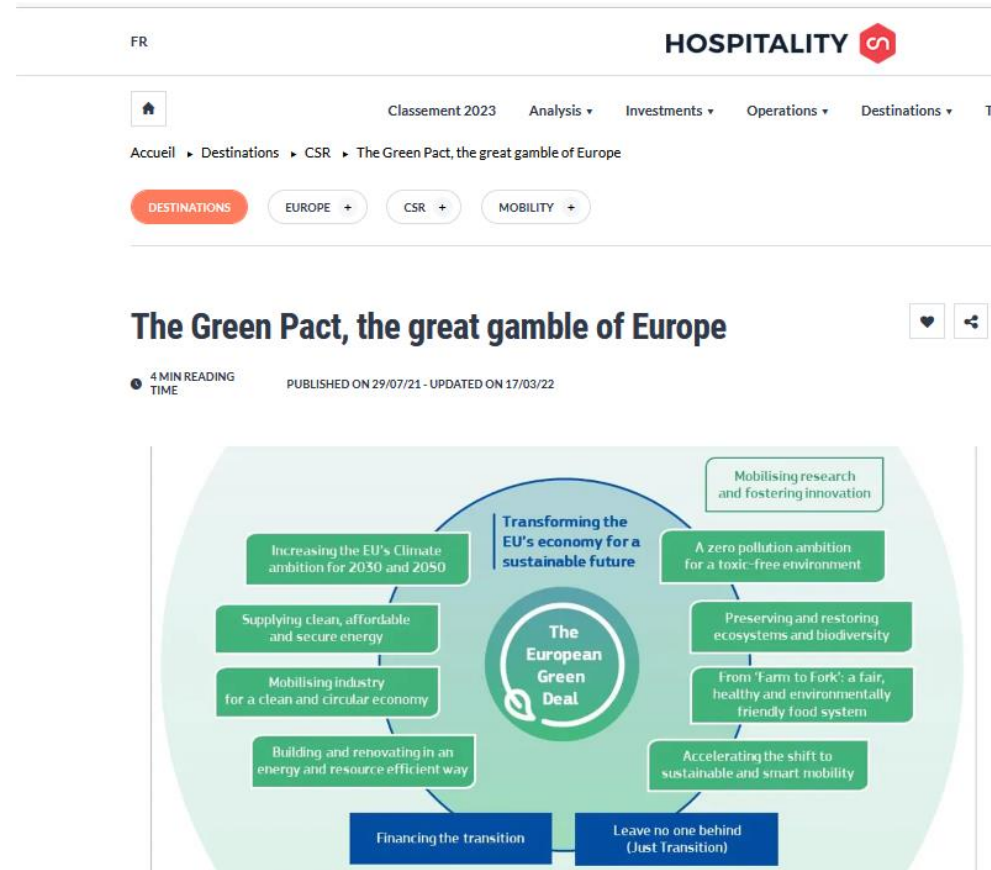 FR
HOSPITALITY
Classement 2023 Analysis Investments Operations Destinations T
Accueil ▸ Destinations ▸ CSR ▸ The Green Pact, the great gamble of Europe
DESTINATIONS EUROPE + CSR + MOBILITY +
The Green Pact, the great gamble of Europe
4 MIN READING
TIME
PUBLISHED ON 29/07/21 - UPDATED ON 17/03/22
Mobilising research
and fostering innovation
Transforming the
EU's economy for a
sustainable future
Increasing the EU's Climate
ambition for 2030 and 2050
A zero pollution ambition
for a toxic-free environment
Supplying clean, affordable
and secure energy
The
European
Green
Deal
Preserving and restoring
ecosystems and biodiversity
Mobilising industry
for a clean and circular economy
From 'Farm to Fork': a fair,
healthy and environmentally
friendly food system
Building and renovating in an
energy and resource efficient way
Accelerating the shift to
sustainable and smart mobility
Financing the transition
Leave no one behind
(Just Transition)